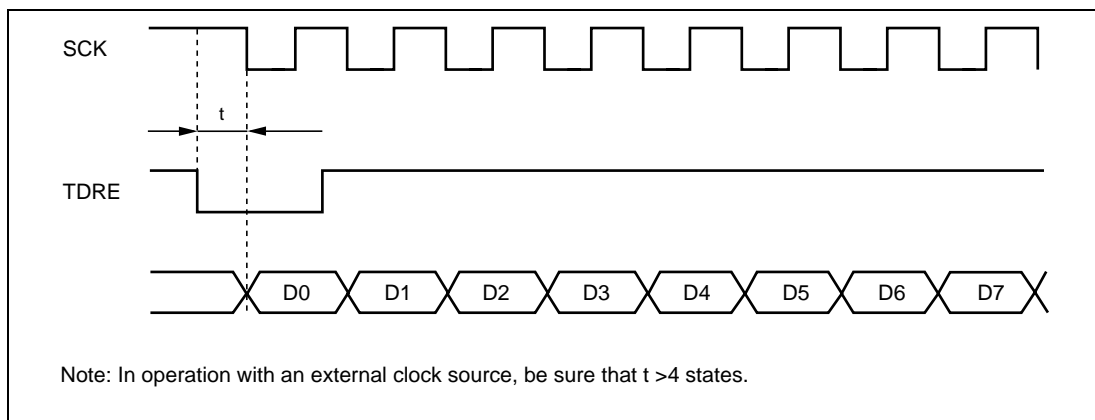 SCK
t
TDRE
D0 D1 D2 D3 D4 D5 D6 D7
Note: In operation with an external clock source, be sure that t >4 states.